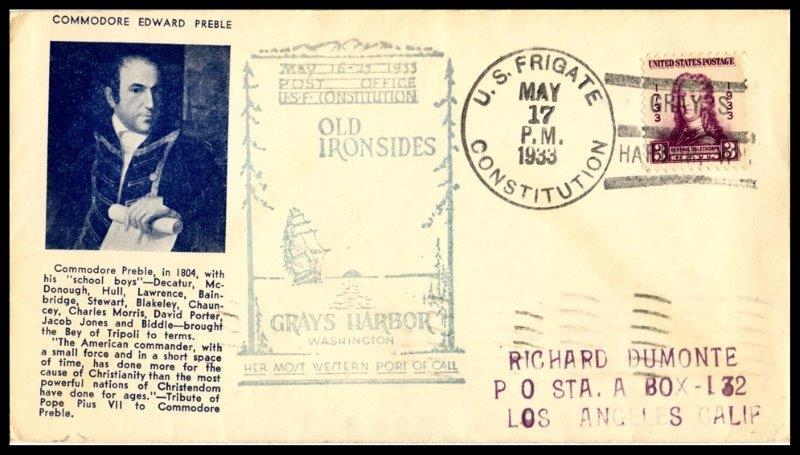 COMMODORE EDWARD PREBLE
Commodore Preble, in 1804, with
his "school boys"—Decatur, Mc-
Donough, Hull, Lawrence, Bain-
bridge, Stewart, Blakeley, Chaun-
cey, Charles Morris, David Porter,
Jacob Jones and Biddle—brought
the Bey of Tripoli to terms.
"The American commander, with
a small force and in a short space
of time, has done more for the
cause of Christianity than the most
powerful nations of Christendom
have done for ages."—Tribute of
Pope Pius VII to Commodore
Preble.
MAY 16-25 1933
POST OFFICE
U.S.F. CONSTITUTION
OLD
IRONSIDES
GRAYS HARBOR
WASHINGTON
HER MOST WESTERN PORT OF CALL
U.S. FRIGATE
MAY
17
P.M.
1933
CONSTITUTION
UNITED STATES POSTAGE
1733
1933
GRAYS
GENERAL OGLETHORPE
3 3
RICHARD DUMONTE
P O STA. A BOX-132
LOS ANGELES CALIF